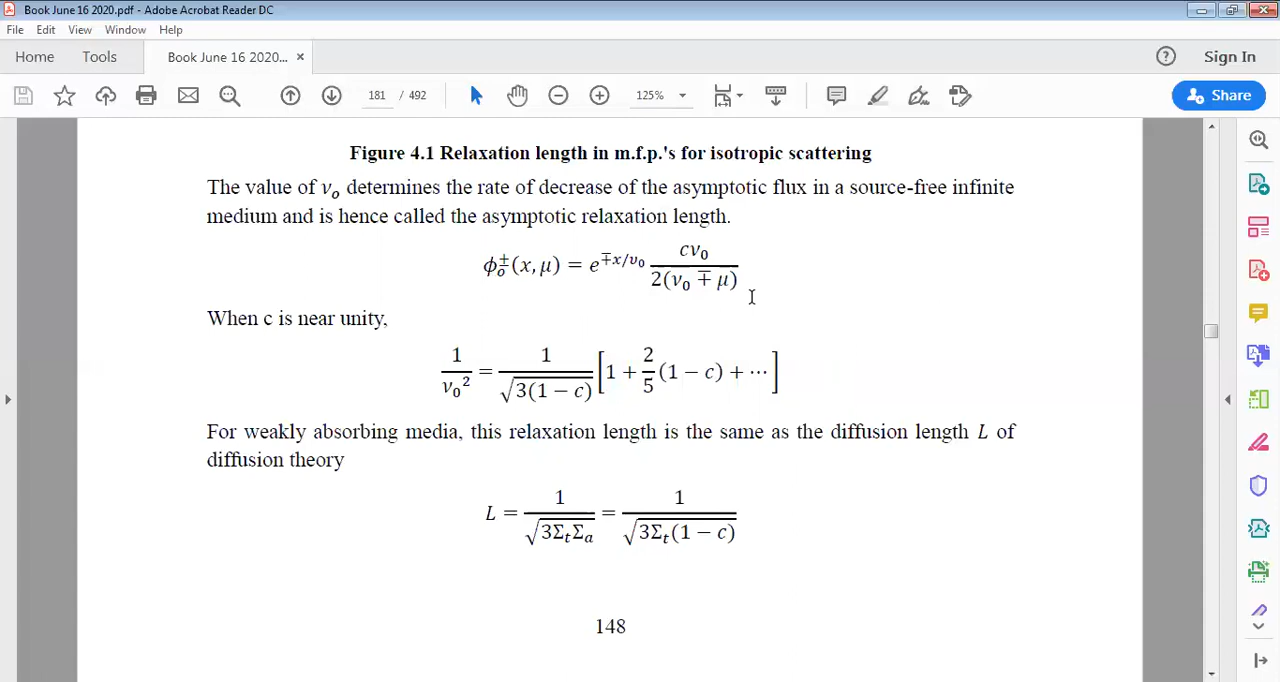 Book June 16 2020.pdf - Adobe Acrobat Reader DC
File Edit View Window Help
Home Tools Book June 16 2020... × Sign In
181 / 492 125% Share
Figure 4.1 Relaxation length in m.f.p.'s for isotropic scattering
The value of ν₀ determines the rate of decrease of the asymptotic flux in a source-free infinite
medium and is hence called the asymptotic relaxation length.
ϕₒ±(x, μ) = e^(∓x/υ₀) cν₀ / 2(ν₀ ∓ μ)
When c is near unity,
1/ν₀² = 1/√(3(1 − c)) [1 + 2/5 (1 − c) + ⋯]
For weakly absorbing media, this relaxation length is the same as the diffusion length L of
diffusion theory
L = 1/√(3ΣₜΣₐ) = 1/√(3Σₜ(1 − c))
148